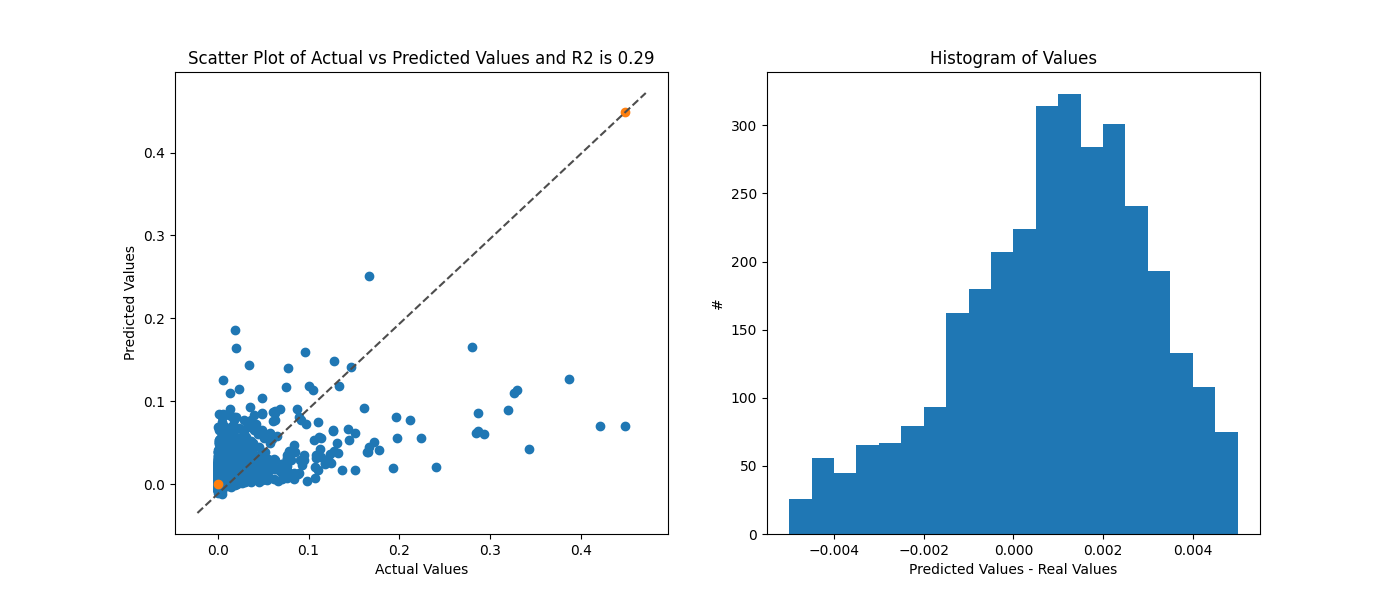 Scatter Plot of Actual vs Predicted Values and R2 is 0.29
Predicted Values
0.4
0.3
0.2
0.1
0.0
0.0 0.1 0.2 0.3 0.4
Actual Values
Histogram of Values
#
300
250
200
150
100
50
0
−0.004 −0.002 0.000 0.002 0.004
Predicted Values - Real Values